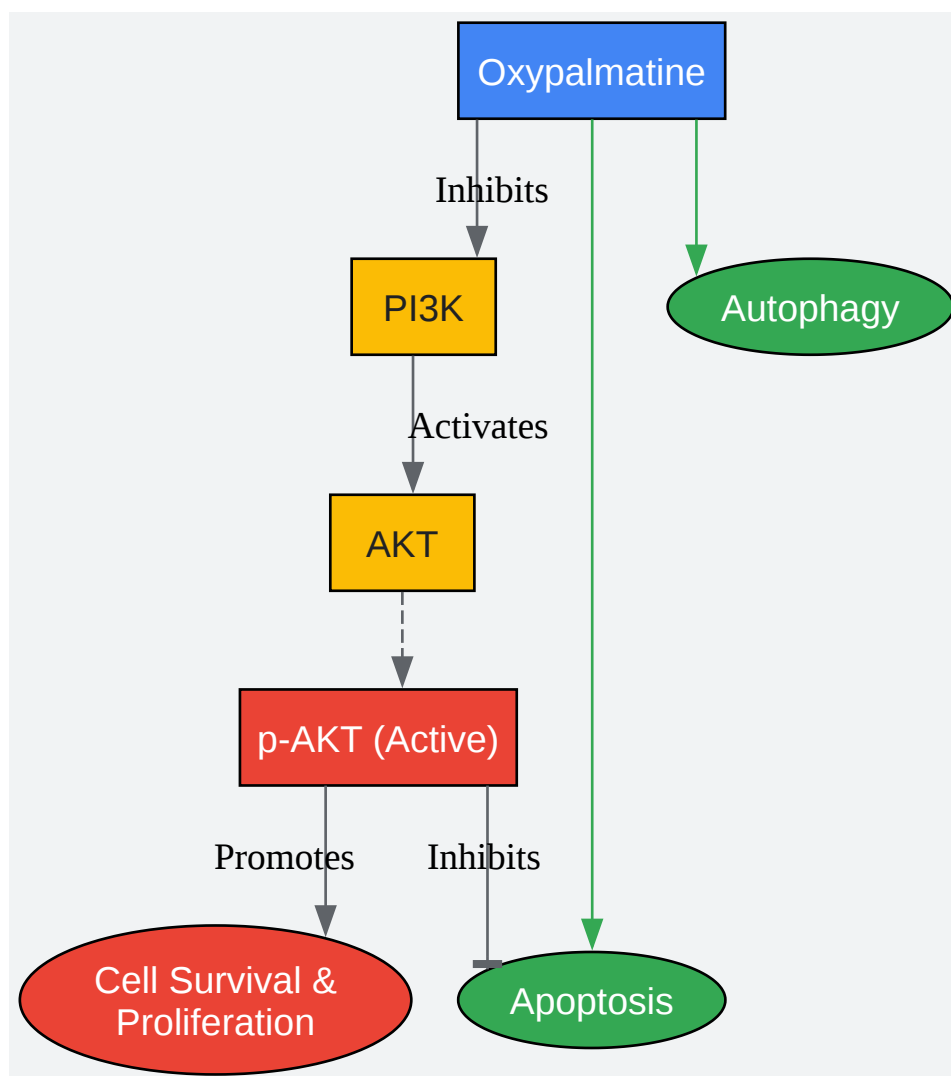 Oxypalmatine
Inhibits
PI3K
Autophagy
Activates
AKT
p-AKT (Active)
Promotes
Inhibits
Cell Survival &
Proliferation
Apoptosis